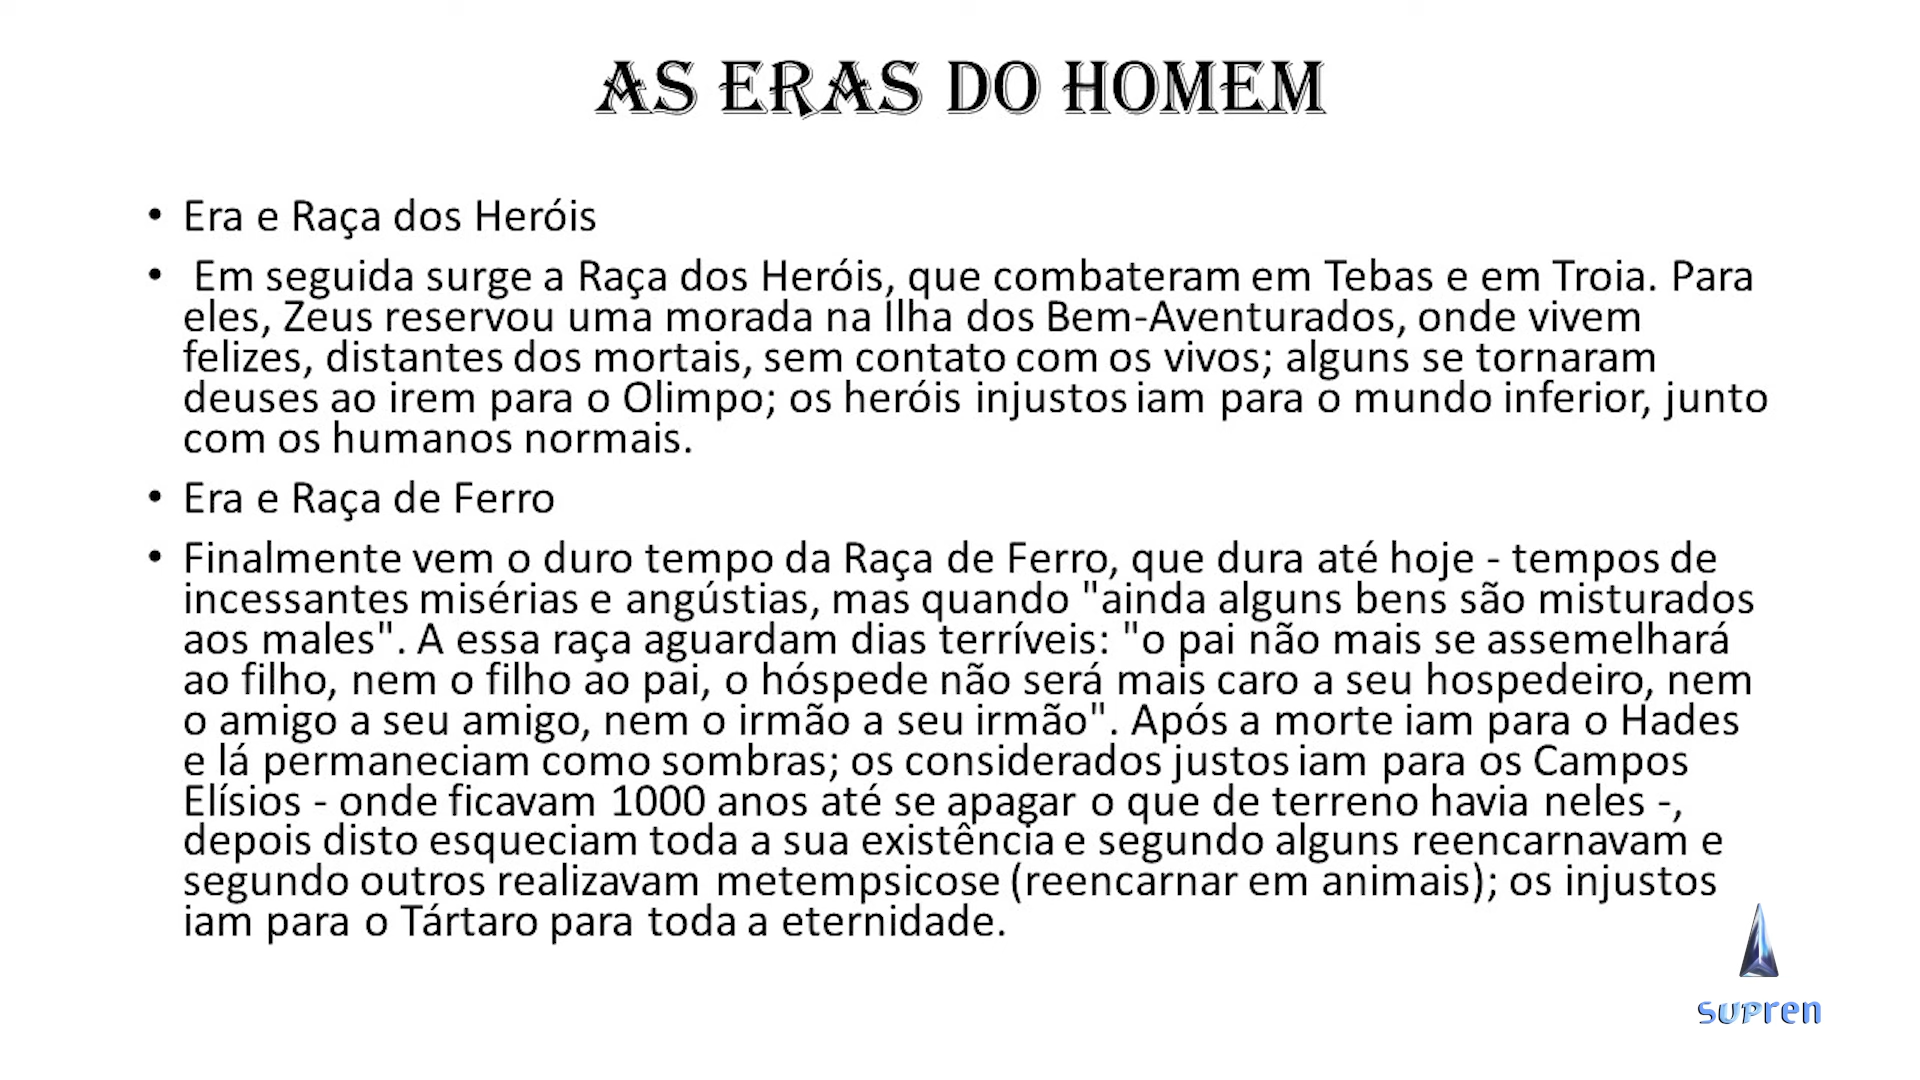 AS ERAS DO HOMEM
• Era e Raça dos Heróis
• Em seguida surge a Raça dos Heróis, que combateram em Tebas e em Troia. Para
eles, Zeus reservou uma morada na Ilha dos Bem-Aventurados, onde vivem
felizes, distantes dos mortais, sem contato com os vivos; alguns se tornaram
deuses ao irem para o Olimpo; os heróis injustos iam para o mundo inferior, junto
com os humanos normais.
• Era e Raça de Ferro
• Finalmente vem o duro tempo da Raça de Ferro, que dura até hoje - tempos de
incessantes misérias e angústias, mas quando "ainda alguns bens são misturados
aos males". A essa raça aguardam dias terríveis: "o pai não mais se assemelhará
ao filho, nem o filho ao pai, o hóspede não será mais caro a seu hospedeiro, nem
o amigo a seu amigo, nem o irmão a seu irmão". Após a morte iam para o Hades
e lá permaneciam como sombras; os considerados justos iam para os Campos
Elísios - onde ficavam 1000 anos até se apagar o que de terreno havia neles -,
depois disto esqueciam toda a sua existência e segundo alguns reencarnavam e
segundo outros realizavam metempsicose (reencarnar em animais); os injustos
iam para o Tártaro para toda a eternidade.
supren